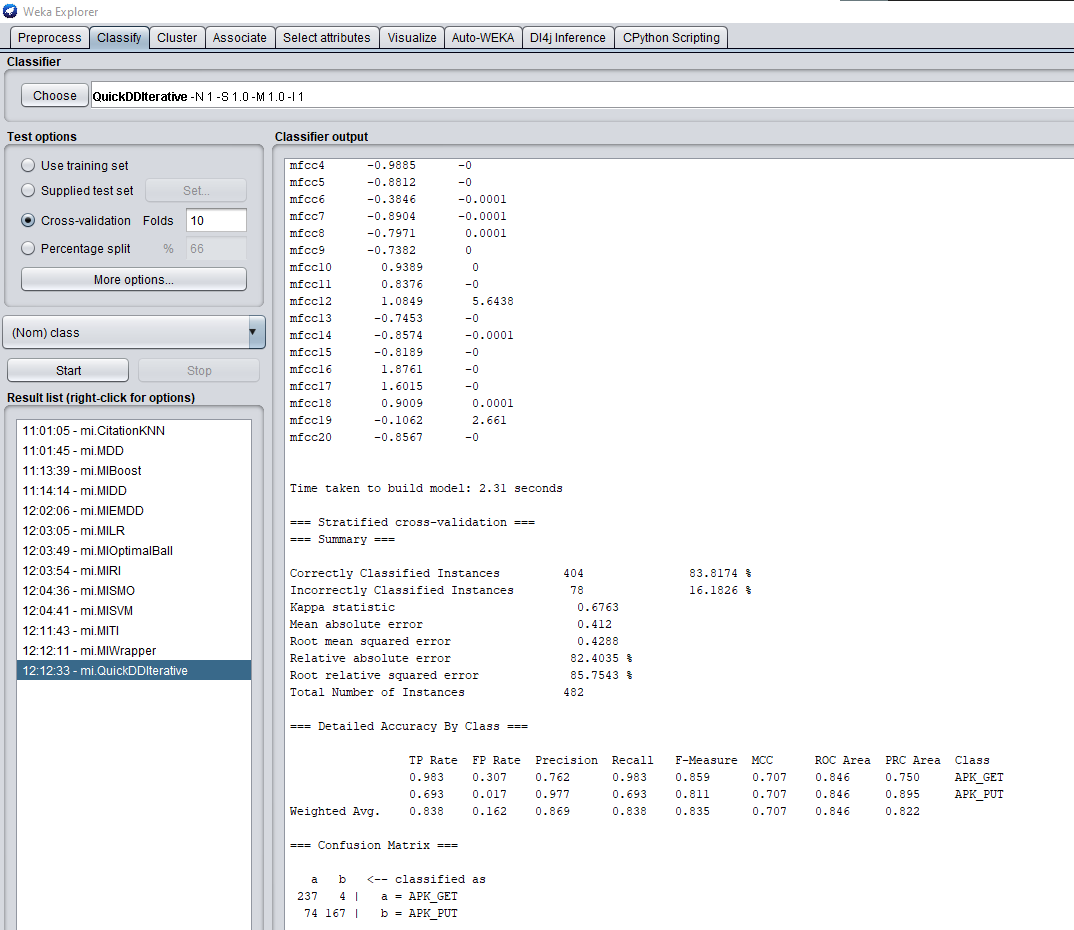 Weka Explorer
Preprocess Classify Cluster Associate Select attributes Visualize Auto-WEKA Dl4j Inference CPython Scripting
Classifier
Choose QuickDDIterative -N 1 -S 1.0 -M 1.0 -I 1
Test options
Use training set
Supplied test set Set...
Cross-validation Folds 10
Percentage split % 66
More options...
(Nom) class
Start Stop
Result list (right-click for options)
11:01:05 - mi.CitationKNN
11:01:45 - mi.MDD
11:13:39 - mi.MIBoost
11:14:14 - mi.MIDD
12:02:06 - mi.MIEMDD
12:03:05 - mi.MILR
12:03:49 - mi.MIOptimalBall
12:03:54 - mi.MIRI
12:04:36 - mi.MISMO
12:04:41 - mi.MISVM
12:11:43 - mi.MITI
12:12:11 - mi.MIWrapper
12:12:33 - mi.QuickDDIterative
Classifier output
mfcc4 -0.9885 -0
mfcc5 -0.8812 -0
mfcc6 -0.3846 -0.0001
mfcc7 -0.8904 -0.0001
mfcc8 -0.7971 0.0001
mfcc9 -0.7382 0
mfcc10 0.9389 0
mfcc11 0.8376 -0
mfcc12 1.0849 5.6438
mfcc13 -0.7453 -0
mfcc14 -0.8574 -0.0001
mfcc15 -0.8189 -0
mfcc16 1.8761 -0
mfcc17 1.6015 -0
mfcc18 0.9009 0.0001
mfcc19 -0.1062 2.661
mfcc20 -0.8567 -0
Time taken to build model: 2.31 seconds
=== Stratified cross-validation ===
=== Summary ===
Correctly Classified Instances 404 83.8174 %
Incorrectly Classified Instances 78 16.1826 %
Kappa statistic 0.6763
Mean absolute error 0.412
Root mean squared error 0.4288
Relative absolute error 82.4035 %
Root relative squared error 85.7543 %
Total Number of Instances 482
=== Detailed Accuracy By Class ===
TP Rate FP Rate Precision Recall F-Measure MCC ROC Area PRC Area Class
0.983 0.307 0.762 0.983 0.859 0.707 0.846 0.750 APK_GET
0.693 0.017 0.977 0.693 0.811 0.707 0.846 0.895 APK_PUT
Weighted Avg. 0.838 0.162 0.869 0.838 0.835 0.707 0.846 0.822
=== Confusion Matrix ===
a b <-- classified as
237 4 | a = APK_GET
74 167 | b = APK_PUT